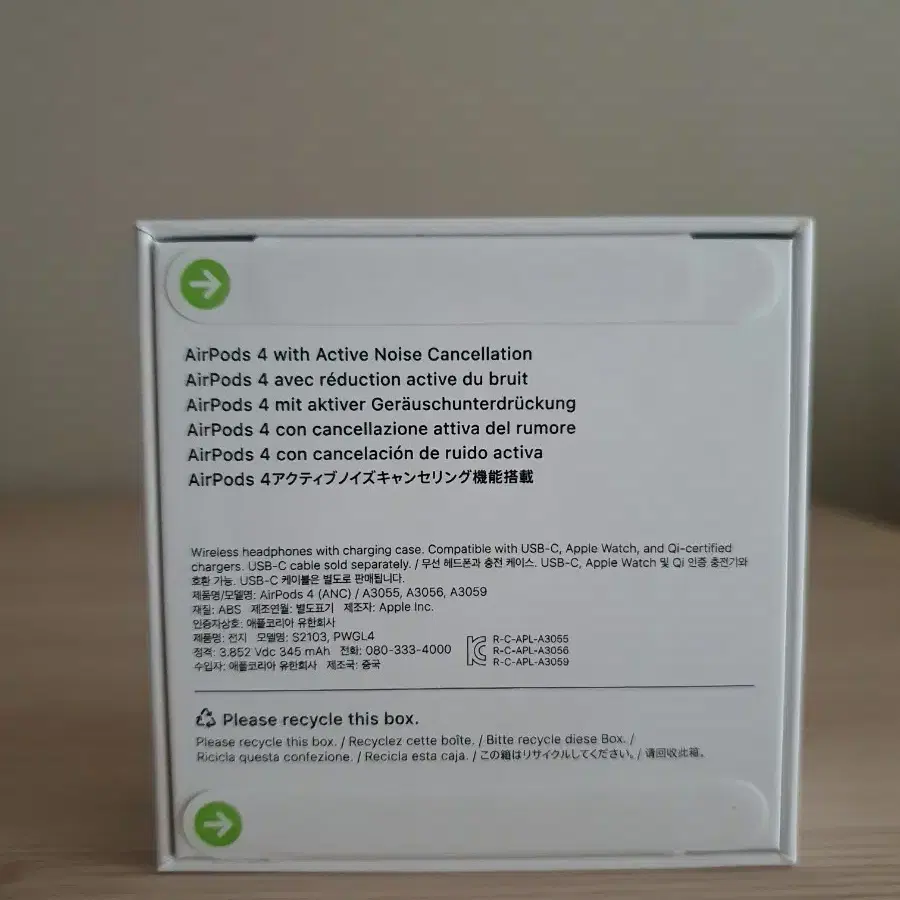 AirPods 4 with Active Noise Cancellation
AirPods 4 avec réduction active du bruit
AirPods 4 mit aktiver Geräuschunterdrückung
AirPods 4 con cancellazione attiva del rumore
AirPods 4 con cancelación de ruido activa
AirPods 4アクティブノイズキャンセリング機能搭載
Wireless headphones with charging case. Compatible with USB-C, Apple Watch, and Qi-certified
chargers. USB-C cable sold separately. / 무선 헤드폰과 충전 케이스. USB-C, Apple Watch 및 Qi 인증 충전기와
호환 가능. USB-C 케이블은 별도로 판매됩니다.
제품명/모델명: AirPods 4 (ANC) / A3055, A3056, A3059
재질: ABS 제조연월: 별도표기 제조자: Apple Inc.
인증자상호: 애플코리아 유한회사
제품명: 전지 모델명: S2103, PWGL4
정격: 3.852 Vdc 345 mAh 전화: 080-333-4000
수입자: 애플코리아 유한회사 제조국: 중국
R-C-APL-A3055
R-C-APL-A3056
R-C-APL-A3059
Please recycle this box.
Please recycle this box. / Recyclez cette boîte. / Bitte recycle diese Box. /
Ricicla questa confezione. / Recicla esta caja. / この箱はリサイクルしてください。/ 请回收此箱。